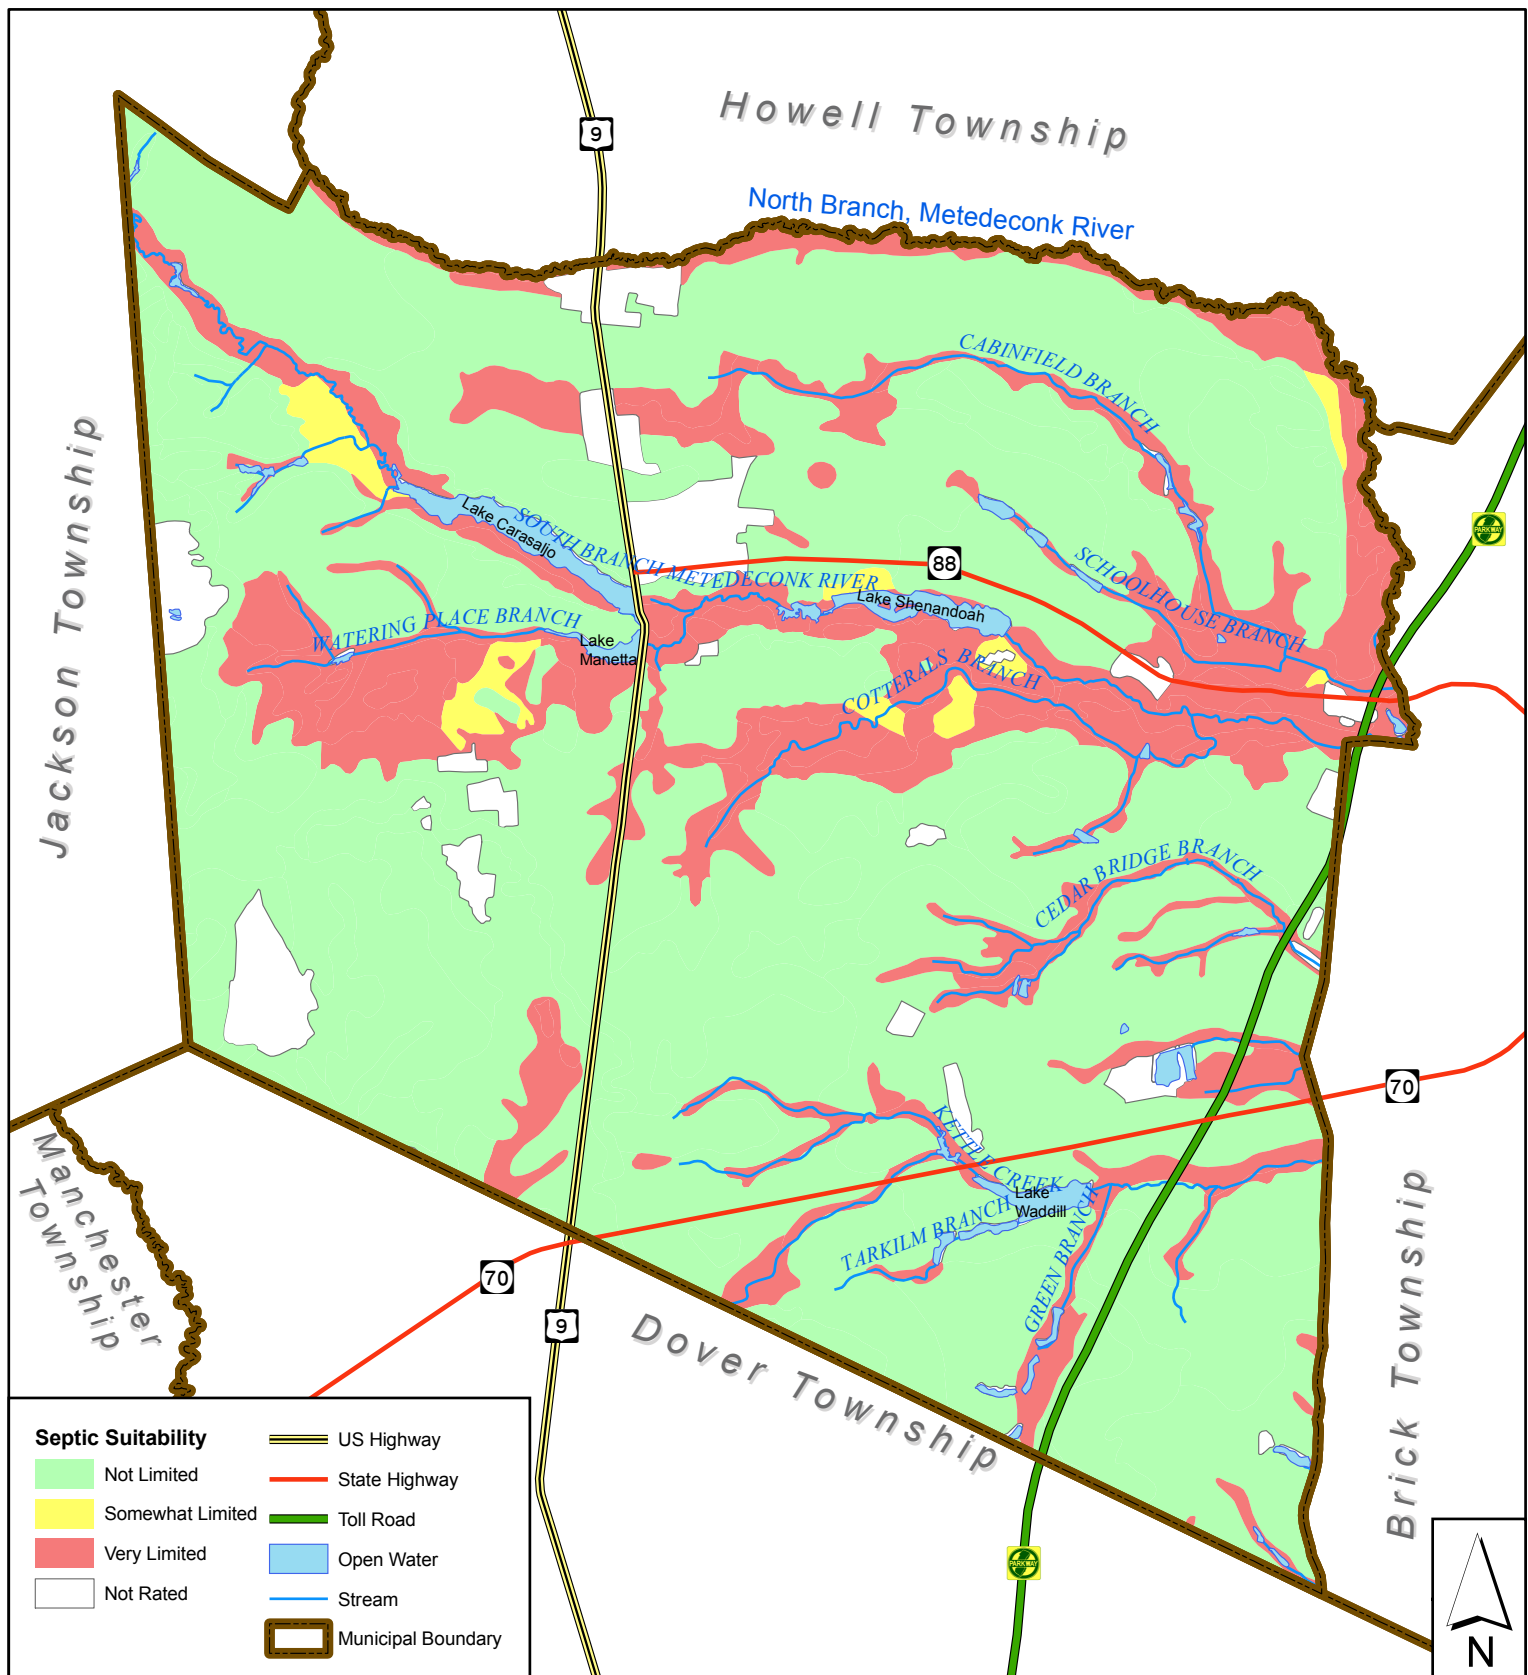 Howell Township
9
North Branch, Metedeconk River
CABINFIELD BRANCH
Jackson Township
Lake Carasaljo
SOUTH BRANCH METEDECONK RIVER
88
PARKWAY
SCHOOLHOUSE BRANCH
Lake Shenandoah
WATERING PLACE BRANCH
Lake
Manetta
COTTERALS BRANCH
CEDAR BRIDGE BRANCH
70
KETTLE CREEK
Lake
Waddill
TARKILM BRANCH
GREEN BRANCH
Manchester
Township
70
9
Dover Township
Brick Township
PARKWAY
Septic Suitability
Not Limited
Somewhat Limited
Very Limited
Not Rated
US Highway
State Highway
Toll Road
Open Water
Stream
Municipal Boundary
N